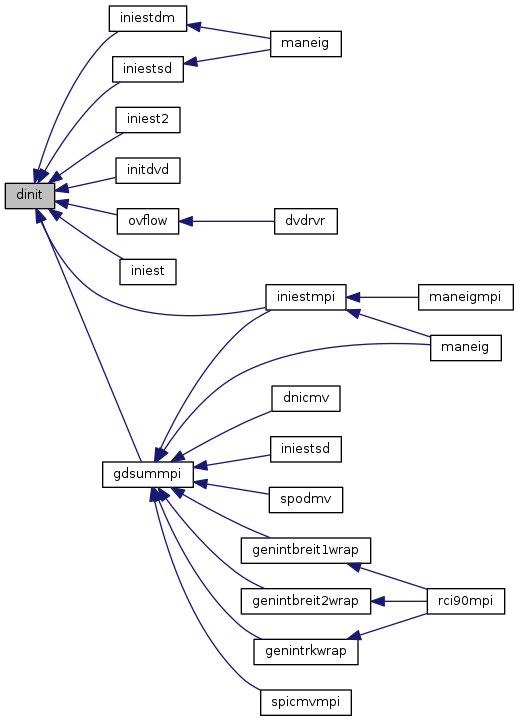 iniestdm
maneig
iniestsd
iniest2
initdvd
dinit
ovflow
dvdrvr
iniest
iniestmpi
maneigmpi
maneig
dnicmv
iniestsd
gdsummpi
spodmv
genintbreit1wrap
genintbreit2wrap
rci90mpi
genintrkwrap
spicmvmpi